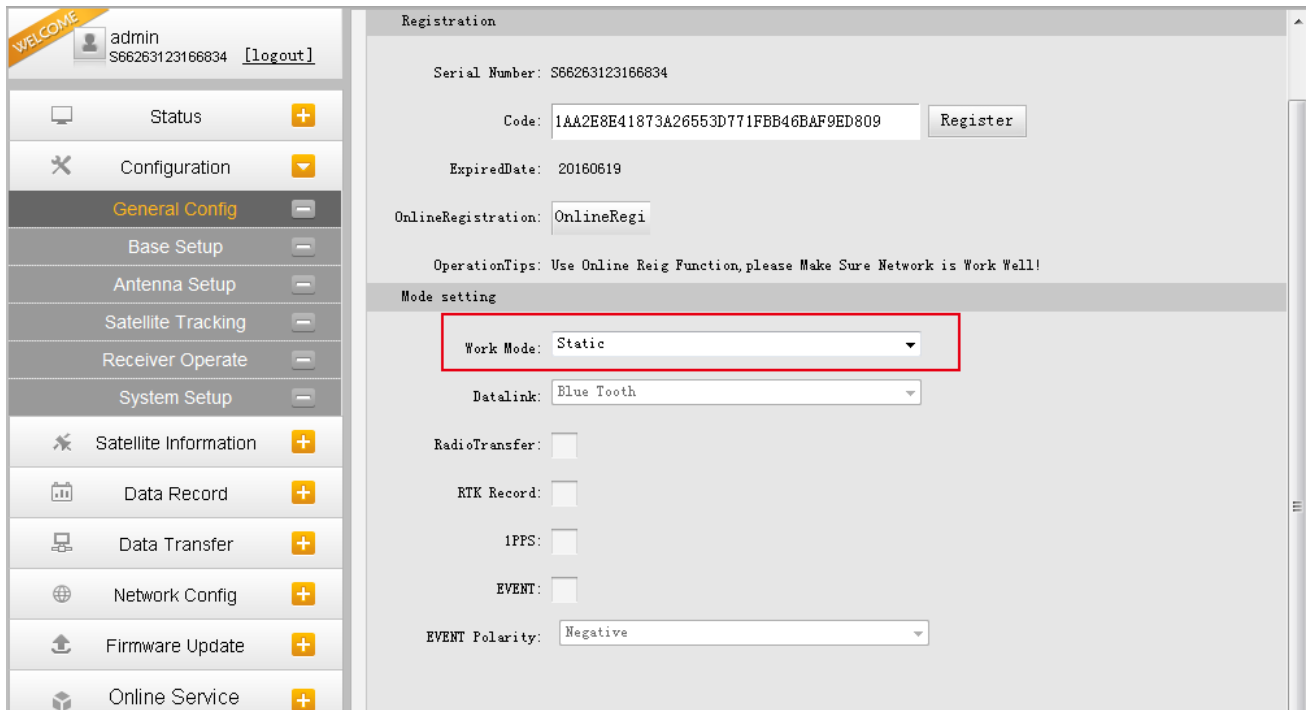 WELCOME
admin
S66263123166834 [logout]
Status
Configuration
General Config
Base Setup
Antenna Setup
Satellite Tracking
Receiver Operate
System Setup
Satellite Information
Data Record
Data Transfer
Network Config
Firmware Update
Online Service
Registration
Serial Number: S66263123166834
Code: 1AA2E8E41873A26553D771FBB46BAF9ED809 Register
ExpiredDate: 20160619
OnlineRegistration: OnlineRegi
OperationTips: Use Online Reig Function,please Make Sure Network is Work Well!
Mode setting
Work Mode: Static
Datalink: Blue Tooth
RadioTransfer:
RTK Record:
1PPS:
EVENT:
EVENT Polarity: Negative